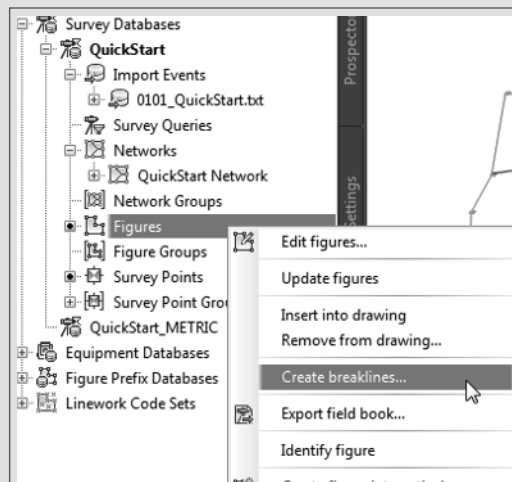 Survey Databases
QuickStart
Import Events
0101_QuickStart.txt
Survey Queries
Networks
QuickStart Network
Network Groups
Figures
Figure Groups
Survey Points
Survey Point Grou
QuickStart_METRIC
Equipment Databases
Figure Prefix Databases
Linework Code Sets
Prospector
Settings
Edit figures...
Update figures
Insert into drawing
Remove from drawing...
Create breaklines...
Export field book...
Identify figure